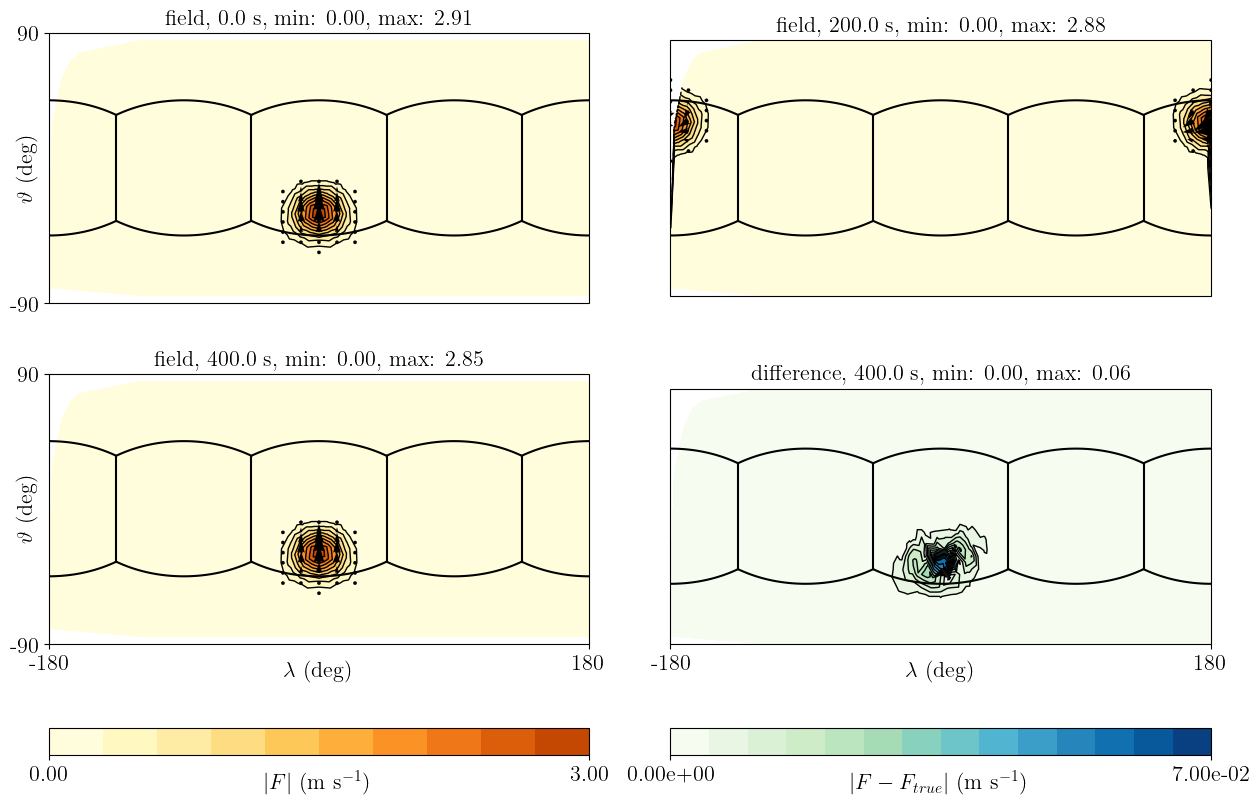 field, 0.0 s, min: 0.00, max: 2.91
field, 200.0 s, min: 0.00, max: 2.88
90
ϑ (deg)
-90
field, 400.0 s, min: 0.00, max: 2.85
difference, 400.0 s, min: 0.00, max: 0.06
90
ϑ (deg)
-90
-180
λ (deg)
180
-180
λ (deg)
180
0.00
|F| (m s⁻¹)
3.00
0.00e+00
|F − F_true| (m s⁻¹)
7.00e-02